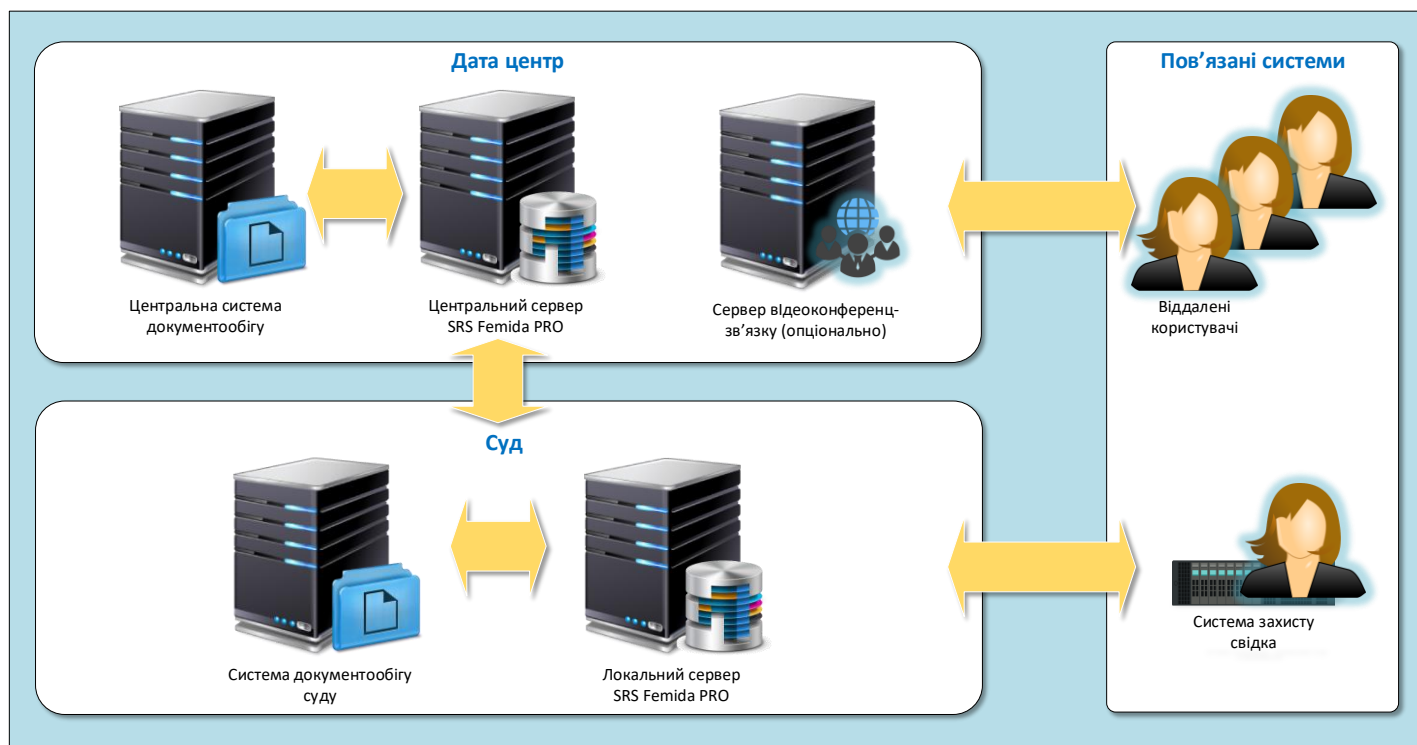 Дата центр
Пов’язані системи
Центральна система
документообігу
Центральний сервер
SRS Femida PRO
Сервер вІдеоконференц-
зв’язку (опціонально)
Віддалені
користувачі
Суд
Система документообігу
суду
Локальний сервер
SRS Femida PRO
Система захисту
свідка